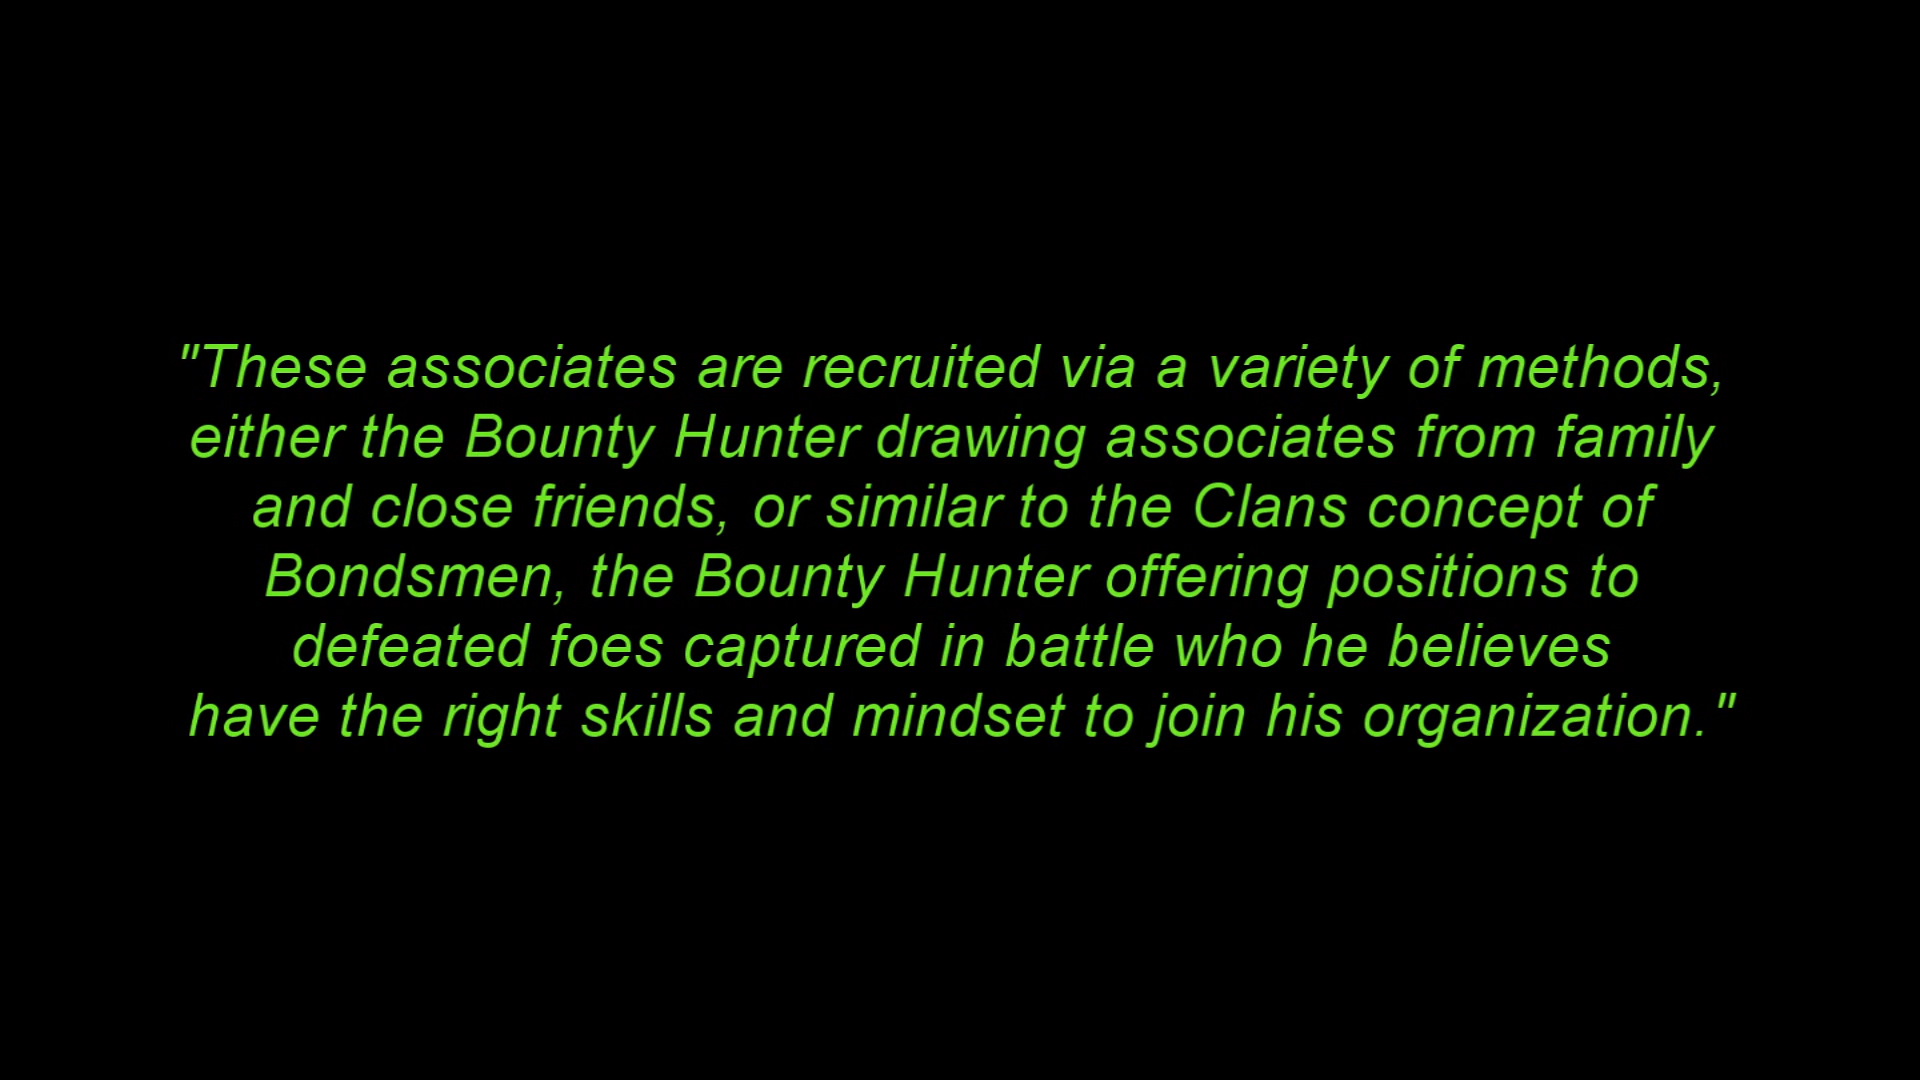 "These associates are recruited via a variety of methods,
either the Bounty Hunter drawing associates from family
and close friends, or similar to the Clans concept of
Bondsmen, the Bounty Hunter offering positions to
defeated foes captured in battle who he believes
have the right skills and mindset to join his organization."